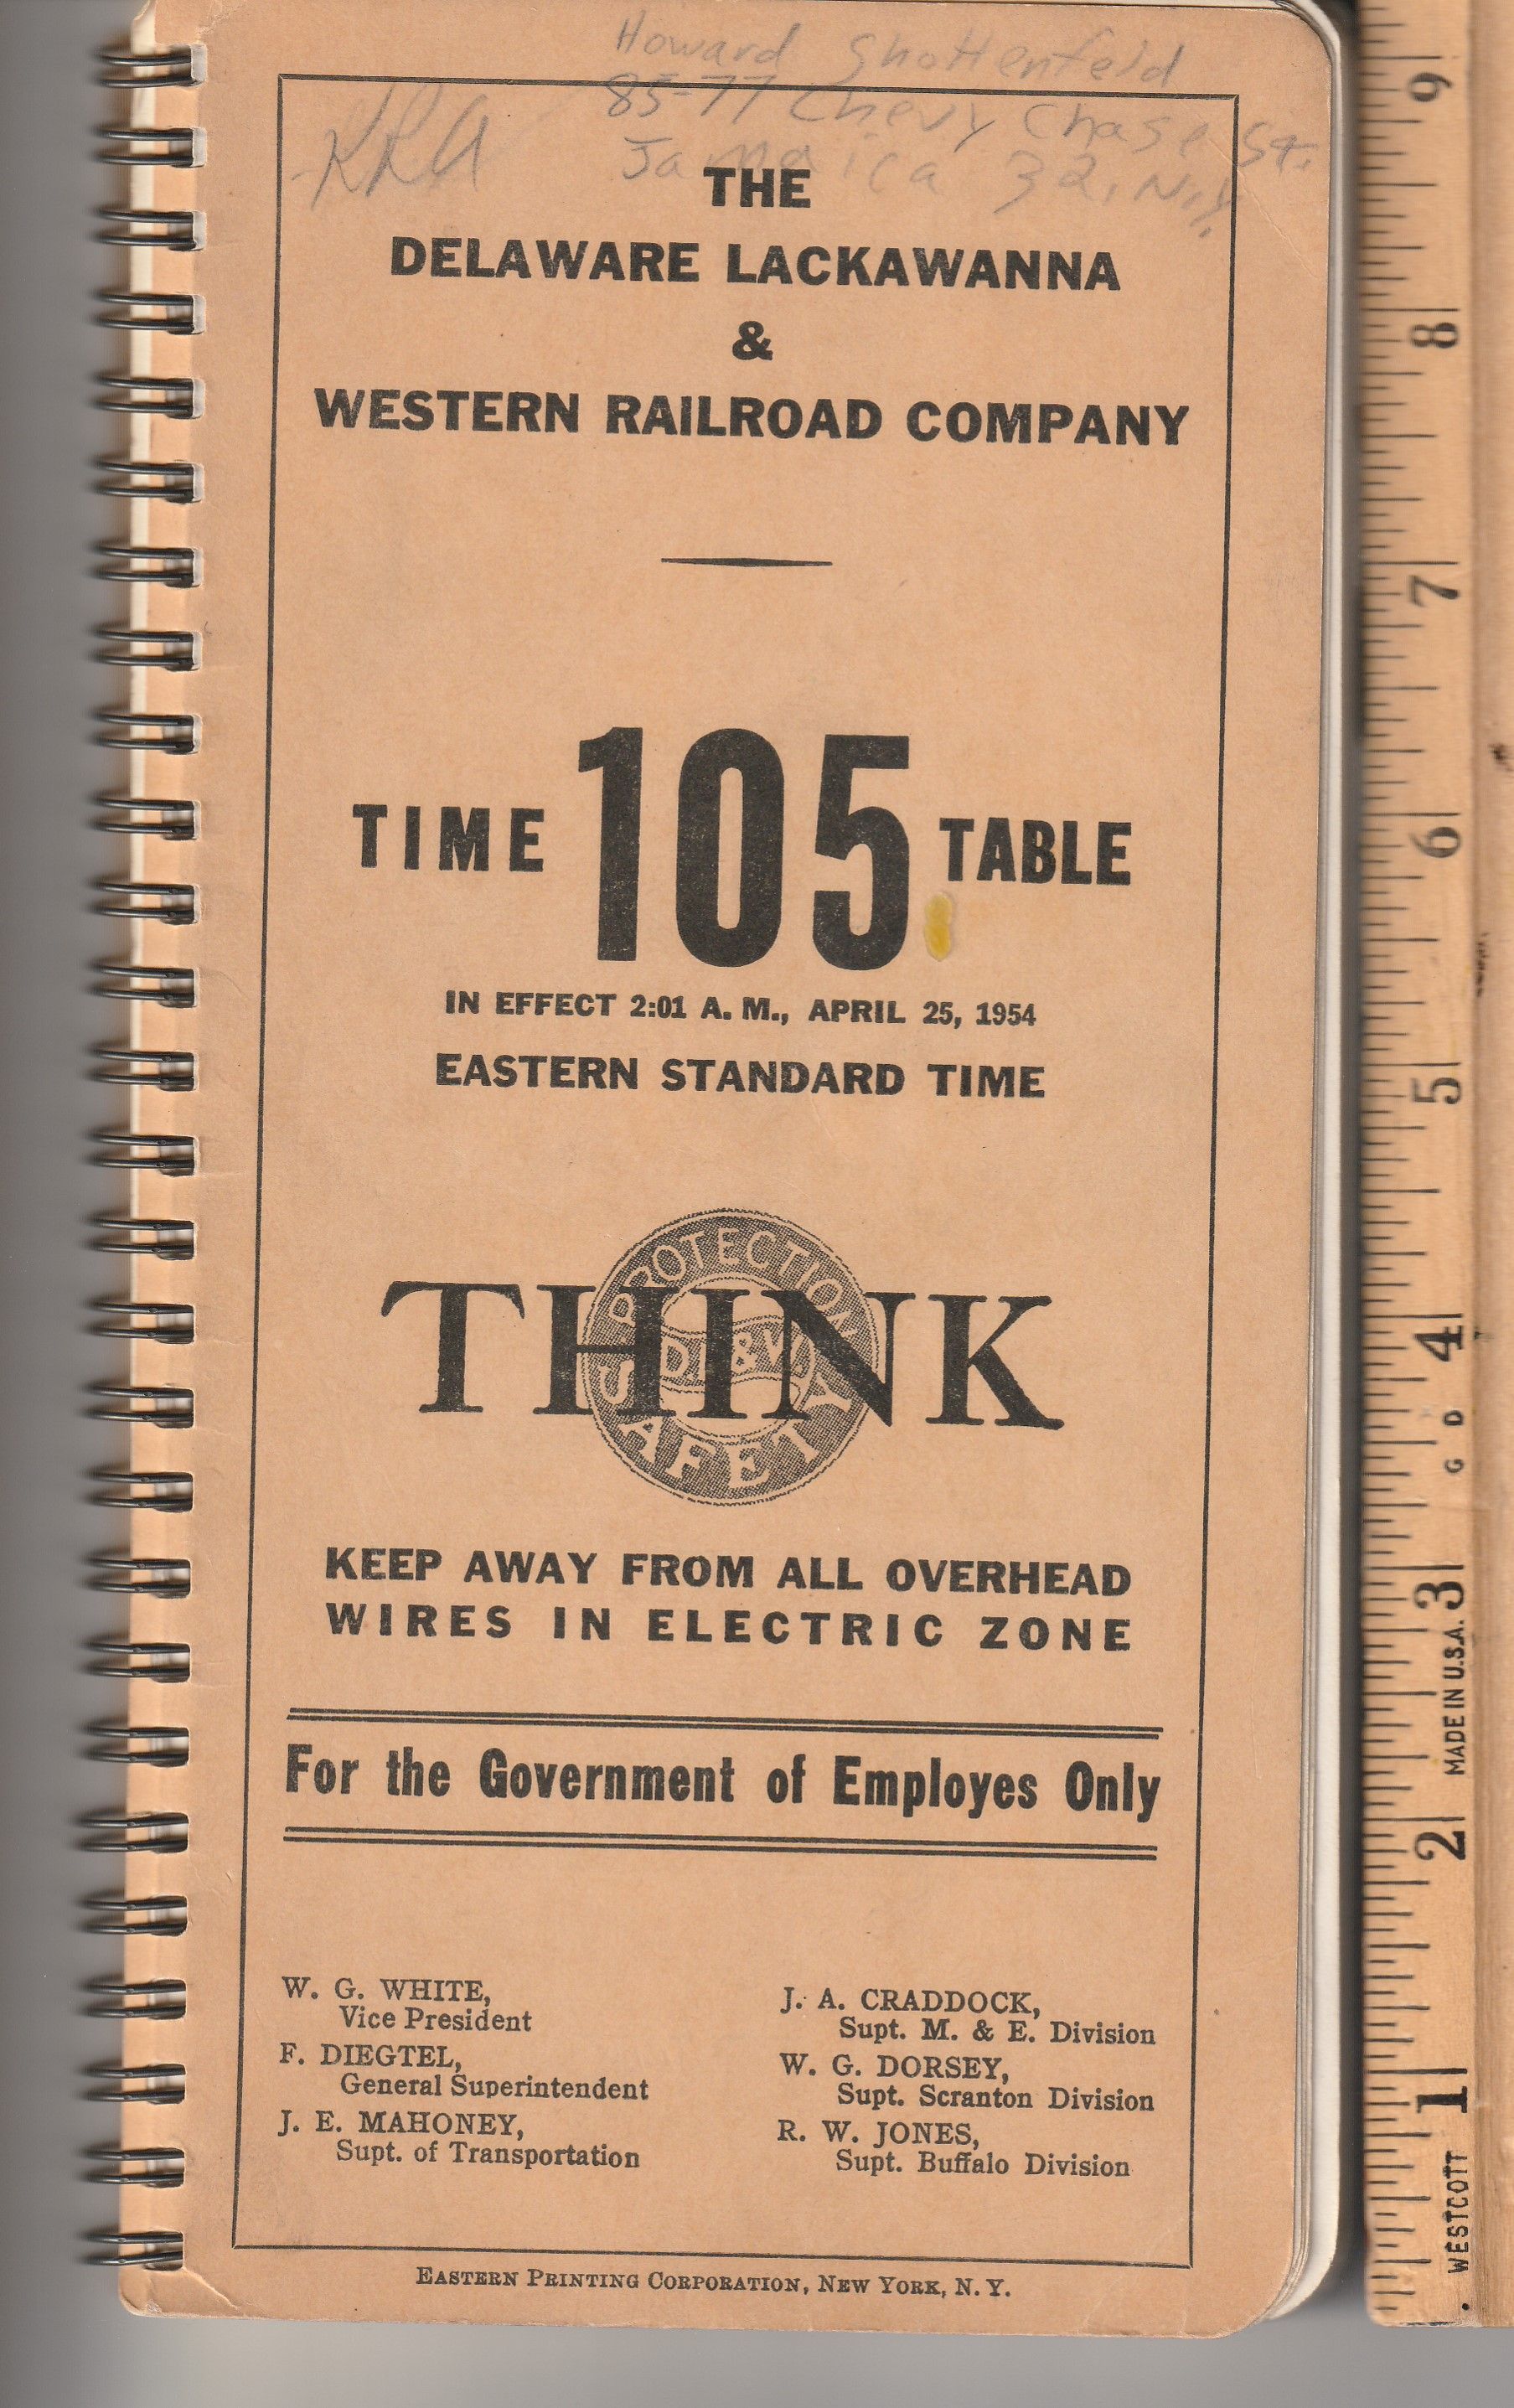 Howard Shottenfeld
85-77 Chevy Chase St.
Jamaica 32, N.Y.
THE
DELAWARE LACKAWANNA
&
WESTERN RAILROAD COMPANY
TIME 105 TABLE
IN EFFECT 2:01 A. M., APRIL 25, 1954
EASTERN STANDARD TIME
PROTECTION
D.L.&W.
SAFETY
THINK
KEEP AWAY FROM ALL OVERHEAD
WIRES IN ELECTRIC ZONE
For the Government of Employes Only
W. G. WHITE,
Vice President
F. DIEGTEL,
General Superintendent
J. E. MAHONEY,
Supt. of Transportation
J. A. CRADDOCK,
Supt. M. & E. Division
W. G. DORSEY,
Supt. Scranton Division
R. W. JONES,
Supt. Buffalo Division
EASTERN PRINTING CORPORATION, NEW YORK, N. Y.
9
8
7
6
5
4
G D
3
MADE IN U.S.A.
2
1
WESTCOTT